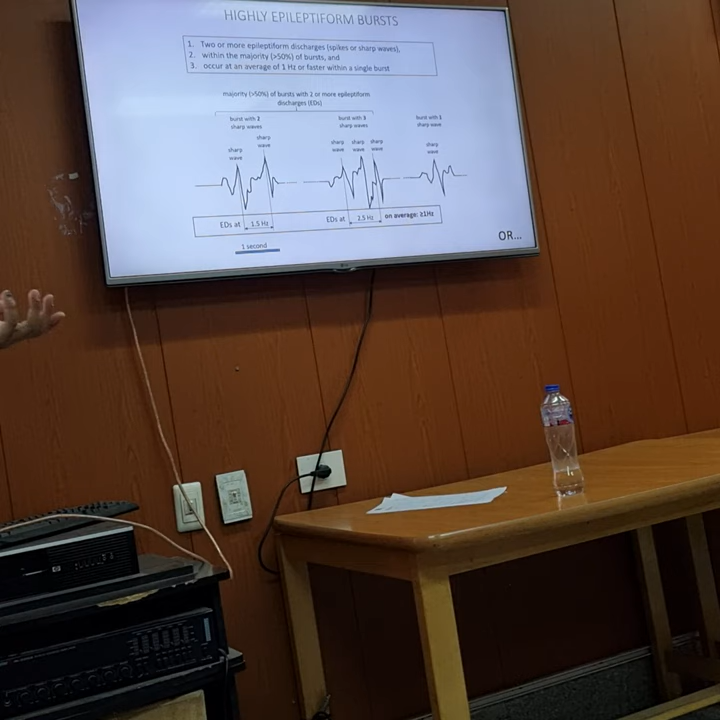 HIGHLY EPILEPTIFORM BURSTS
1. Two or more epileptiform discharges (spikes or sharp waves),
2. within the majority (>50%) of bursts, and
3. occur at an average of 1 Hz or faster within a single burst
majority (>50%) of bursts with 2 or more epileptiform
discharges (EDs)
burst with 2
sharp waves
burst with 3
sharp waves
burst with 1
sharp wave
sharp
wave
sharp
wave
sharp
wave
sharp
wave
sharp
wave
sharp
wave
EDs at 1.5 Hz
EDs at 2.5 Hz on average: ≥1Hz
1 second
OR...
LG
hp